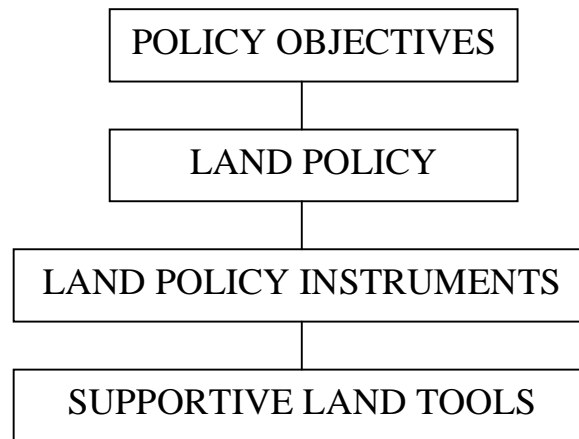 POLICY OBJECTIVES
LAND POLICY
LAND POLICY INSTRUMENTS
SUPPORTIVE LAND TOOLS